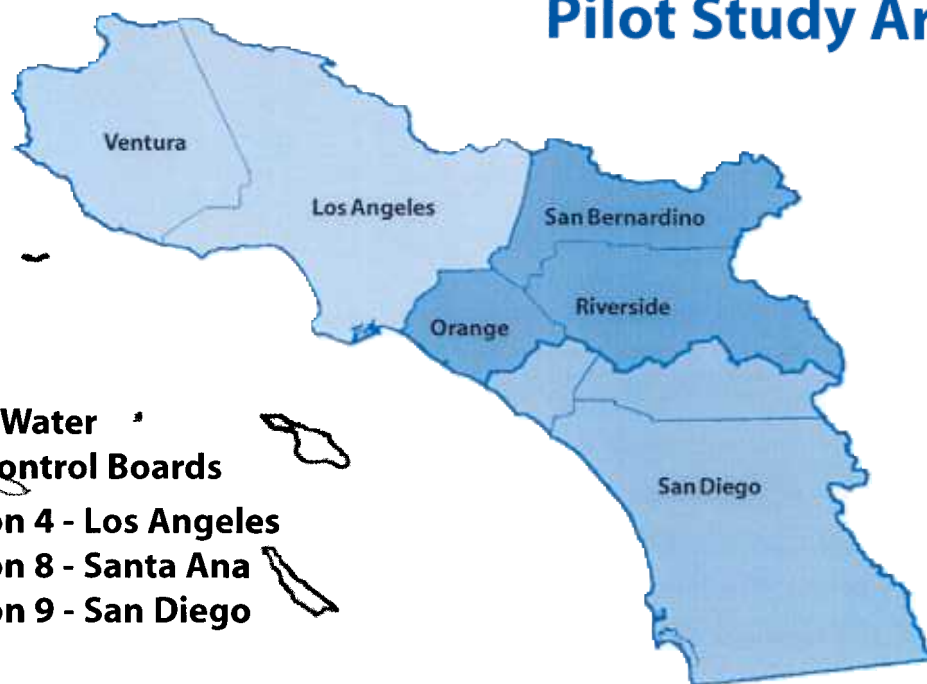 Pilot Study Ar
Ventura
Los Angeles
San Bernardino
Riverside
Orange
San Diego
Water
ontrol Boards
on 4 - Los Angeles
on 8 - Santa Ana
on 9 - San Diego